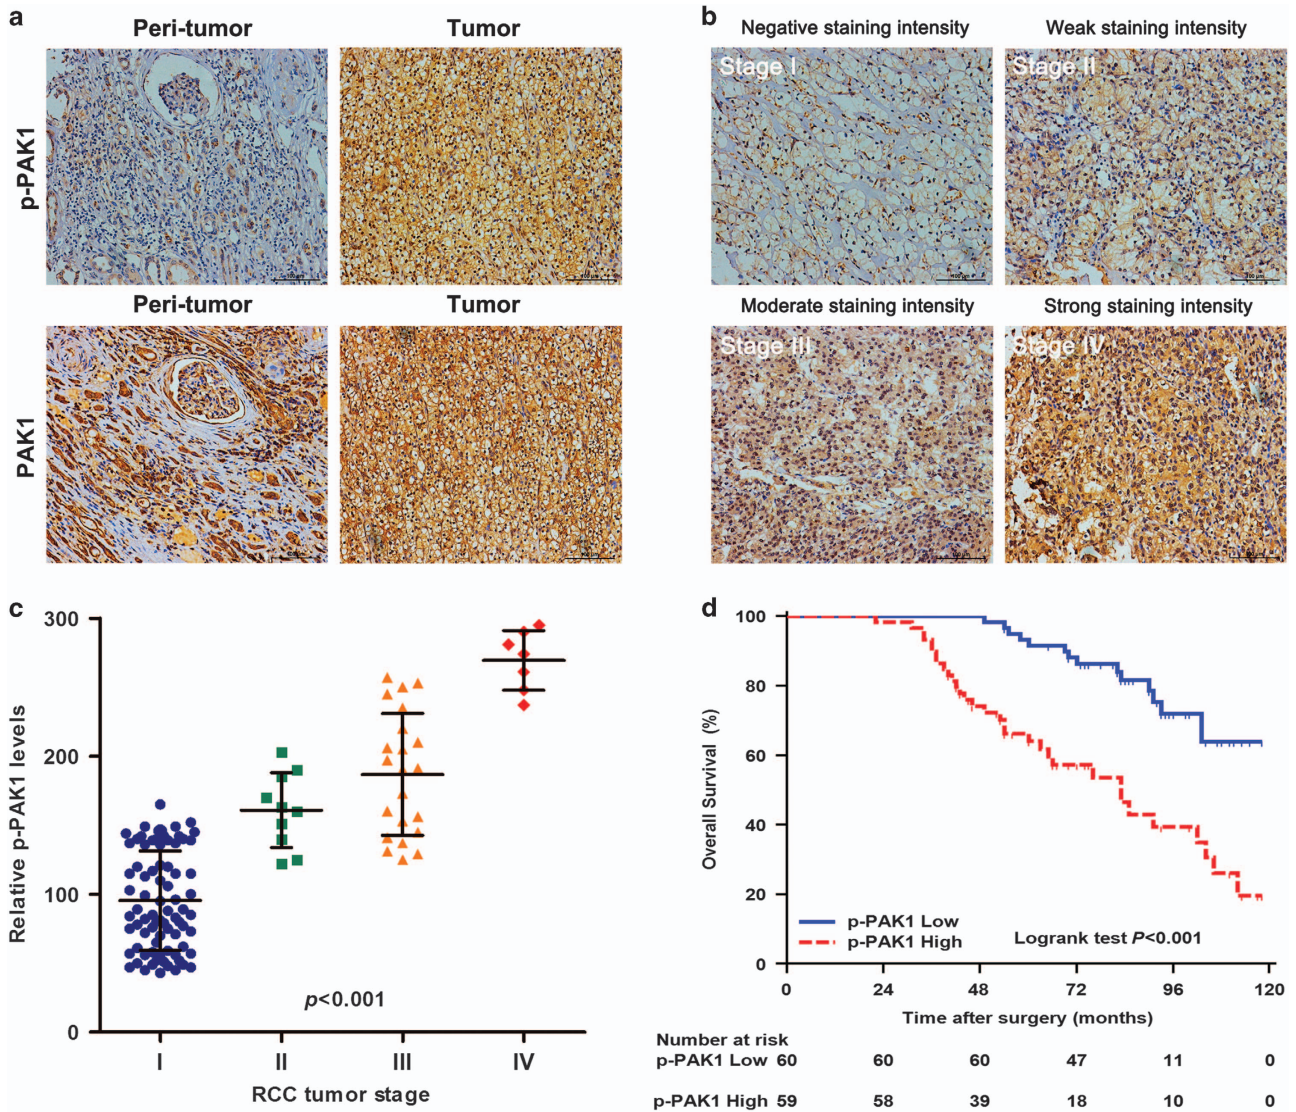 a
Peri-tumor
Tumor
p-PAK1
Peri-tumor
Tumor
PAK1
b
Negative staining intensity
Weak staining intensity
Stage I
Stage II
Moderate staining intensity
Strong staining intensity
Stage III
Stage IV
c
Relative p-PAK1 levels
300
200
100
0
p<0.001
I II III IV
RCC tumor stage
d
Overall Survival (%)
100
80
60
40
20
0
p-PAK1 Low
p-PAK1 High
Logrank test P<0.001
0 24 48 72 96 120
Time after surgery (months)
Number at risk
p-PAK1 Low 60 60 60 47 11 0
p-PAK1 High 59 58 39 18 10 0